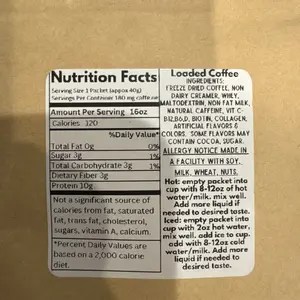 Nutrition Facts
Serving Size 1 Packet (approx 40g)
Servings Per Container: 180 mg caffeine
Amount Per Serving 16oz
Calories 120
%Daily Value*
Total Fat 0g 0%
Sugar 3g 1%
Total Carbohydrate 3g 1%
Dietary Fiber 3g
Protein 10g
Not a significant source of
calories from fat, saturated
fat, trans fat, cholesterol,
sugars, vitamin A, calcium.
*Percent Daily Values are
based on a 2,000 calorie
diet.
Loaded Coffee
INGREDIENTS:
FREEZE DRIED COFFEE, NON
DAIRY CREAMER, WHEY,
MALTODEXTRIN, NON FAT MILK,
NATURAL CAFFEINE, VIT C-
B12,B6,D, BIOTIN, COLLAGEN,
ARTIFICIAL FLAVORS &
COLORS. SOME FLAVORS MAY
CONTAIN COCOA, SUGAR.
ALLERGY NOTICE MADE IN
A FACILITY WITH SOY,
MILK, WHEAT, NUTS.
Hot: empty packet into
cup with 8-12oz of hot
water/milk. mix well.
Add more liquid if
needed to desired taste.
Iced: empty packet into
cup with 2oz hot water,
mix well. add ice to cup.
add with 8-12oz cold
water/milk. Add more
liquid if needed to
desired taste.